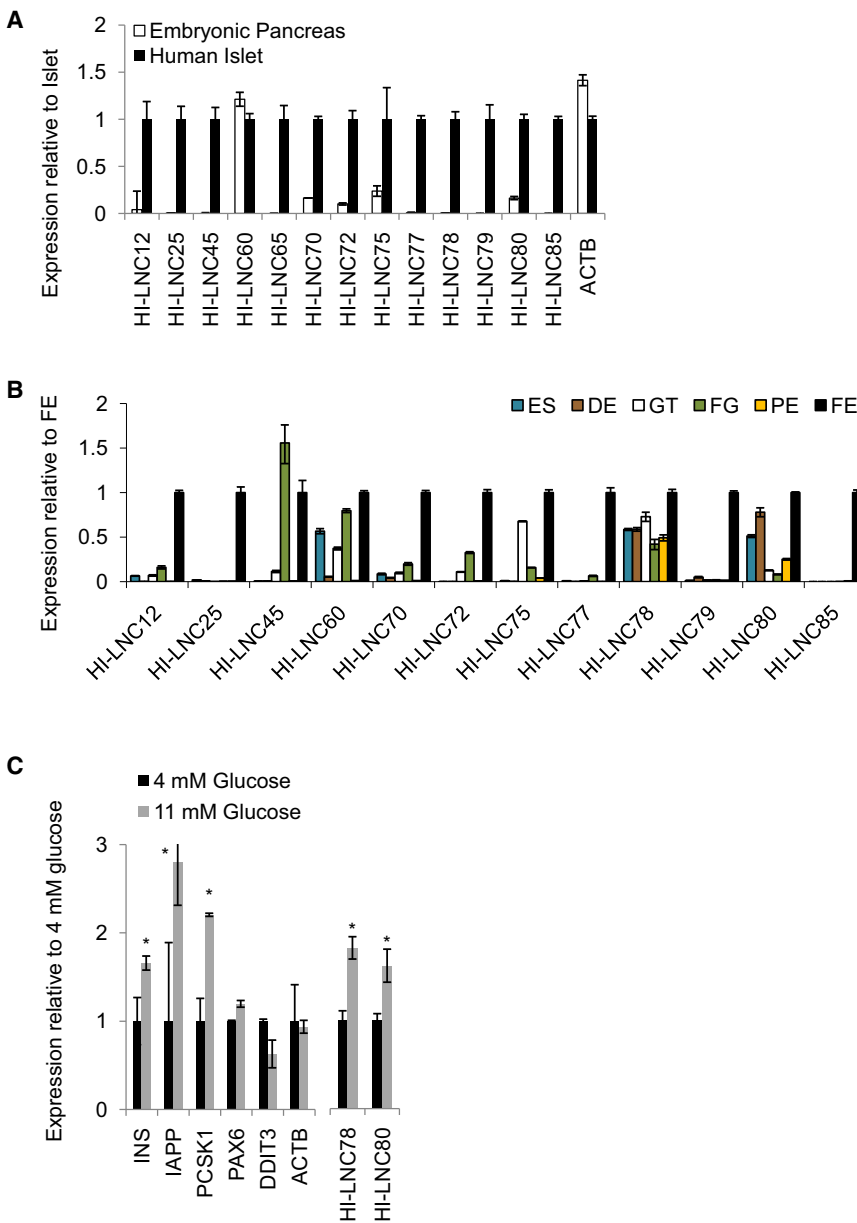 A
Embryonic Pancreas
Human Islet
Expression relative to Islet
2
1.5
1
0.5
0
HI-LNC12
HI-LNC25
HI-LNC45
HI-LNC60
HI-LNC65
HI-LNC70
HI-LNC72
HI-LNC75
HI-LNC77
HI-LNC78
HI-LNC79
HI-LNC80
HI-LNC85
ACTB
B
ES DE GT FG PE FE
Expression relative to FE
2
1.5
1
0.5
0
HI-LNC12
HI-LNC25
HI-LNC45
HI-LNC60
HI-LNC70
HI-LNC72
HI-LNC75
HI-LNC77
HI-LNC78
HI-LNC79
HI-LNC80
HI-LNC85
C
4 mM Glucose
11 mM Glucose
Expression relative to 4 mM glucose
3
2
1
0
*
*
*
*
*
INS
IAPP
PCSK1
PAX6
DDIT3
ACTB
HI-LNC78
HI-LNC80